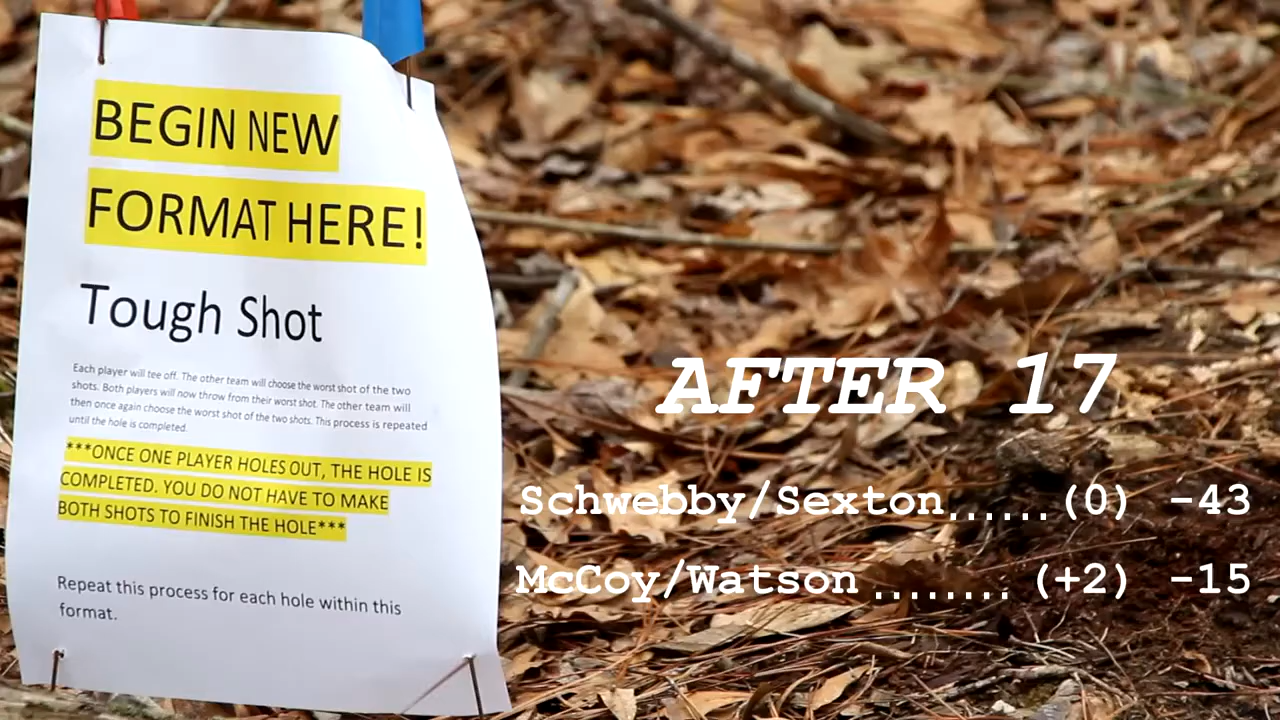 BEGIN NEW
FORMAT HERE!
Tough Shot
Each player will tee off. The other team will choose the worst shot of the two
shots. Both players will now throw from their worst shot. The other team will
then once again choose the worst shot of the two shots. This process is repeated
until the hole is completed.
***ONCE ONE PLAYER HOLES OUT, THE HOLE IS
COMPLETED. YOU DO NOT HAVE TO MAKE
BOTH SHOTS TO FINISH THE HOLE***
Repeat this process for each hole within this
format.
AFTER 17
Schwebby/Sexton......(0) -43
McCoy/Watson ........ (+2) -15